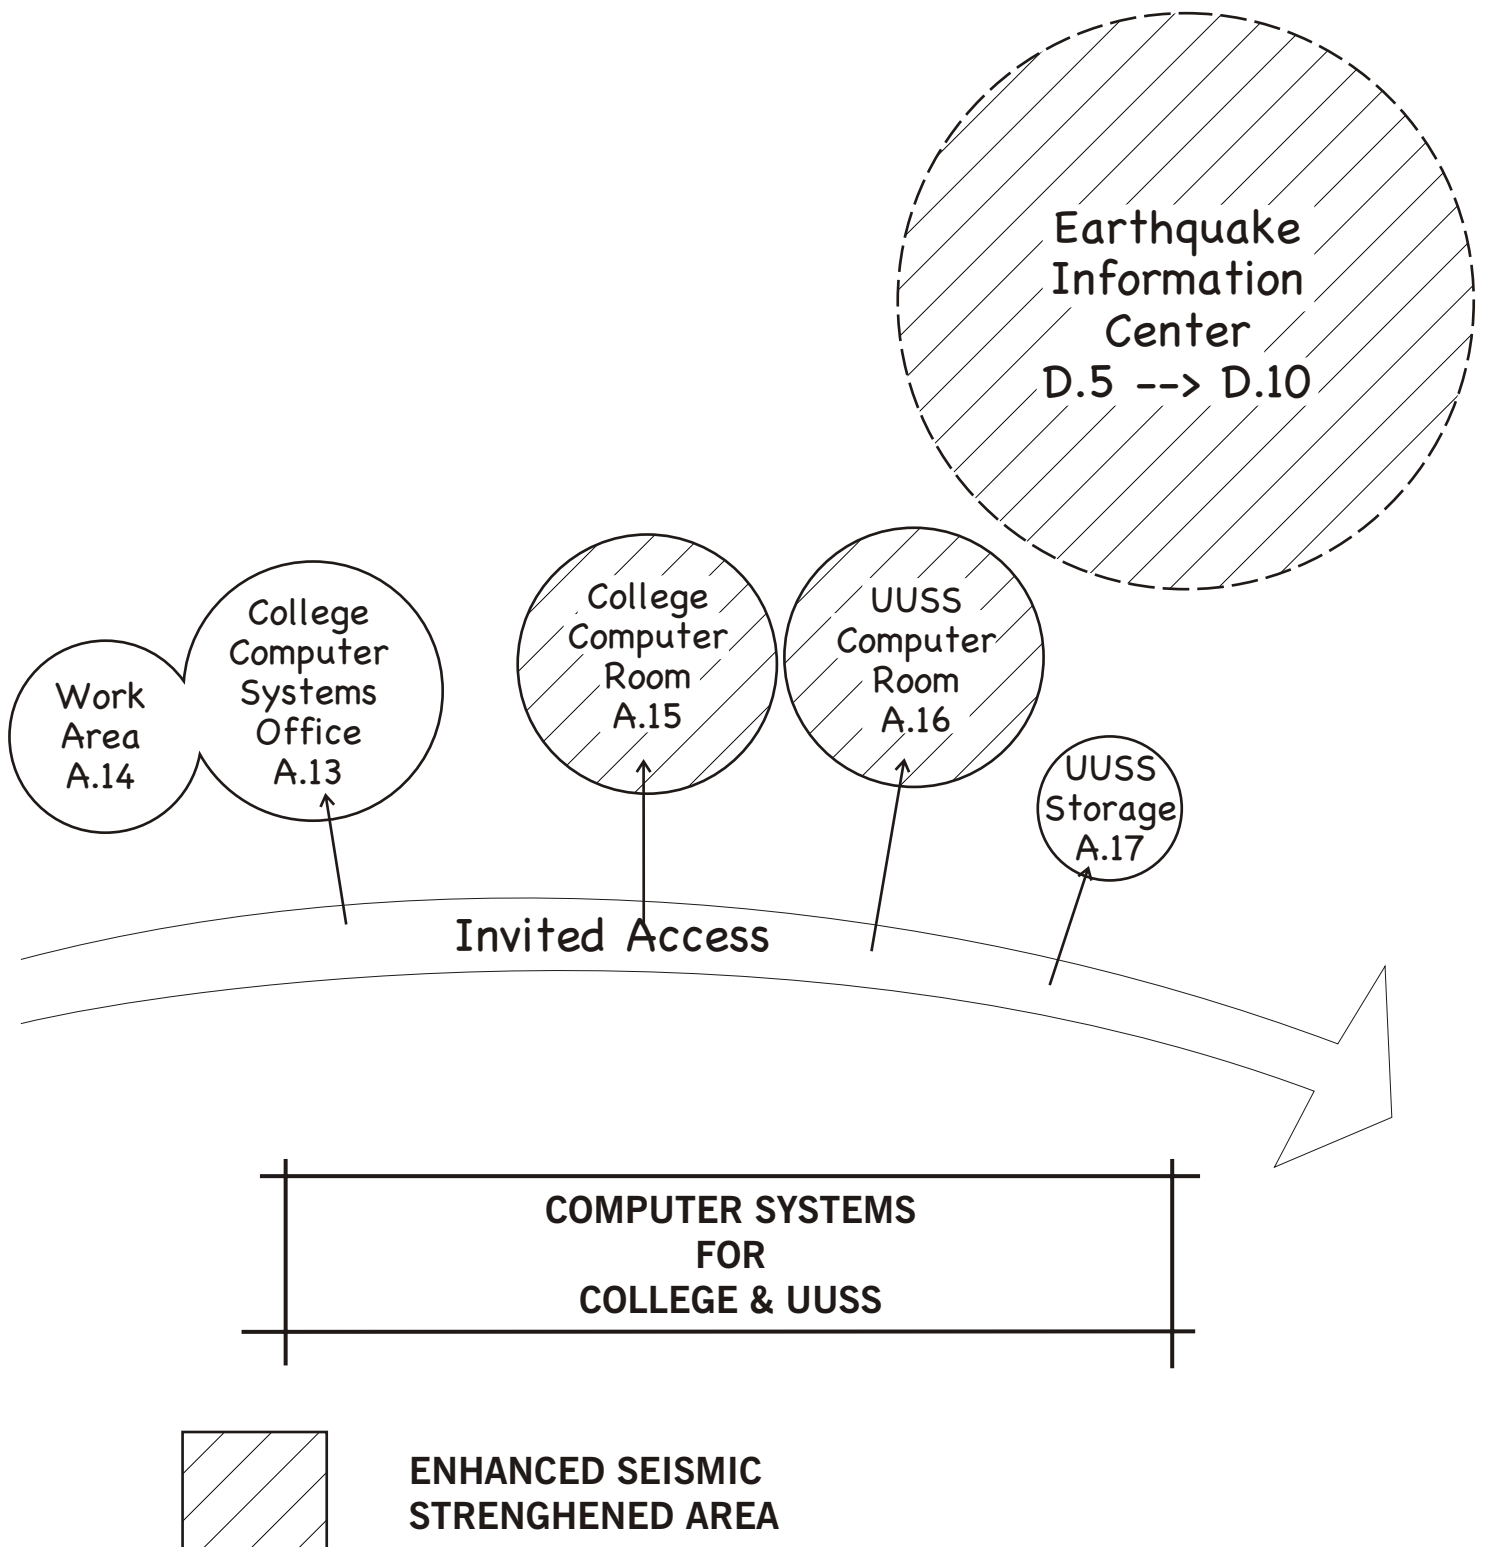 Earthquake
Information
Center
D.5 --> D.10
Work
Area
A.14
College
Computer
Systems
Office
A.13
College
Computer
Room
A.15
UUSS
Computer
Room
A.16
UUSS
Storage
A.17
Invited Access
COMPUTER SYSTEMS
FOR
COLLEGE & UUSS
ENHANCED SEISMIC
STRENGHENED AREA